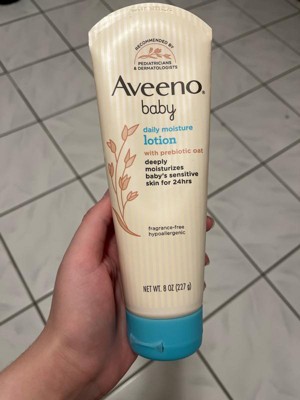 RECOMMENDED BY
PEDIATRICIANS
& DERMATOLOGISTS
Aveeno®
baby
daily moisture
lotion
with prebiotic oat
deeply
moisturizes
baby's sensitive
skin for 24hrs
fragrance-free
hypoallergenic
NET WT. 8 OZ (227 g)